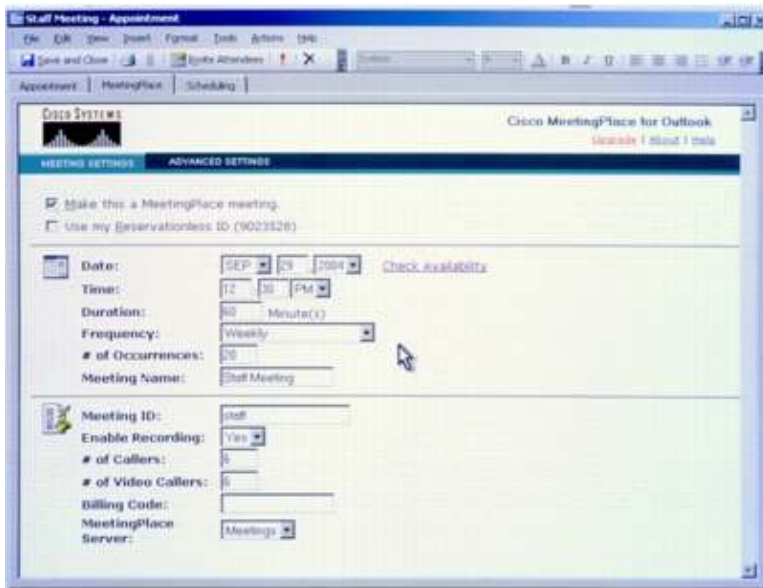 Staff Meeting - Appointment
File Edit View Insert Format Tools Actions Help
Save and Close Invite Attendees ! X A B I U
Appointment MeetingPlace Scheduling
CISCO SYSTEMS
Cisco MeetingPlace for Outlook
Upgrade | About | Help
MEETING SETTINGS ADVANCED SETTINGS
Make this a MeetingPlace meeting.
Use my Reservationless ID (9023528)
Date: SEP 29 , 2004 Check Availability
Time: 12 : 30 PM
Duration: 60 Minute(s)
Frequency: Weekly
# of Occurrences: 20
Meeting Name: Staff Meeting
Meeting ID: staff
Enable Recording: Yes
# of Callers: 6
# of Video Callers: 6
Billing Code:
MeetingPlace
Server: Meetings